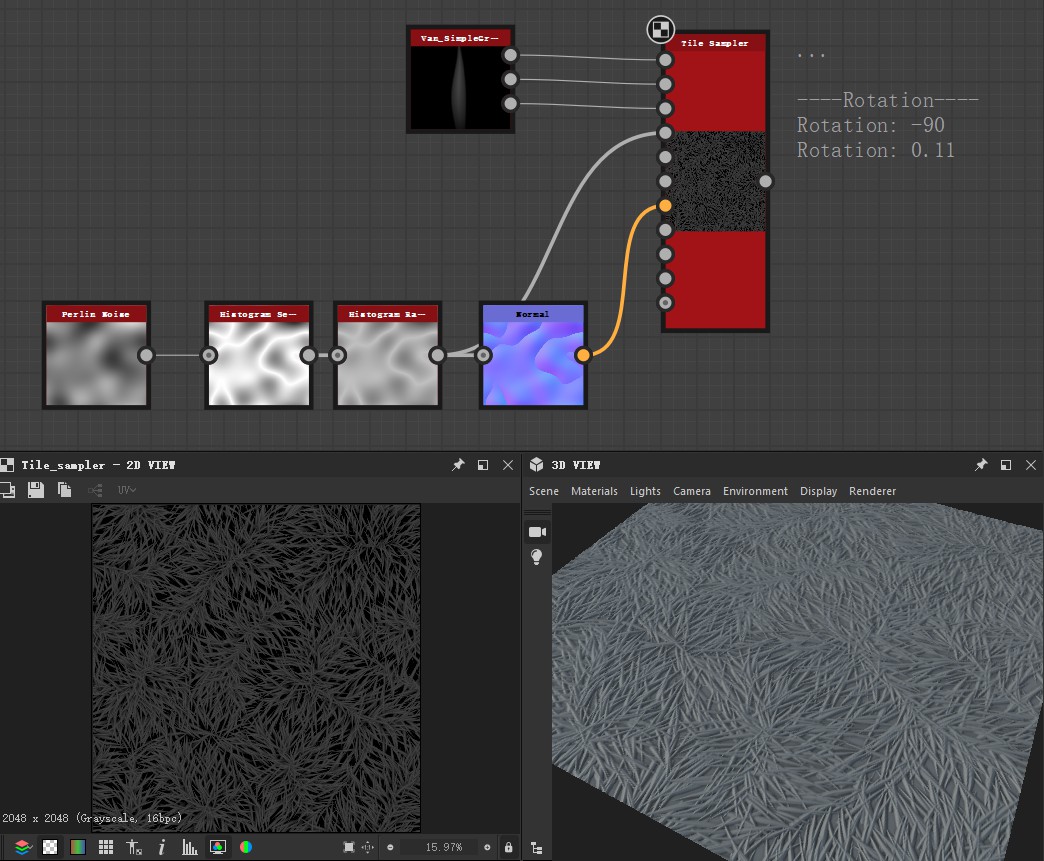 Van_SimpleGr—
Tile Sampler
...
----Rotation----
Rotation: -90
Rotation: 0.11
Perlin Noise
Histogram Se—
Histogram Ra—
Normal
Tile_sampler - 2D VIEW
UV
2048 x 2048 (Grayscale, 16bpc)
15.97%
3D VIEW
Scene Materials Lights Camera Environment Display Renderer